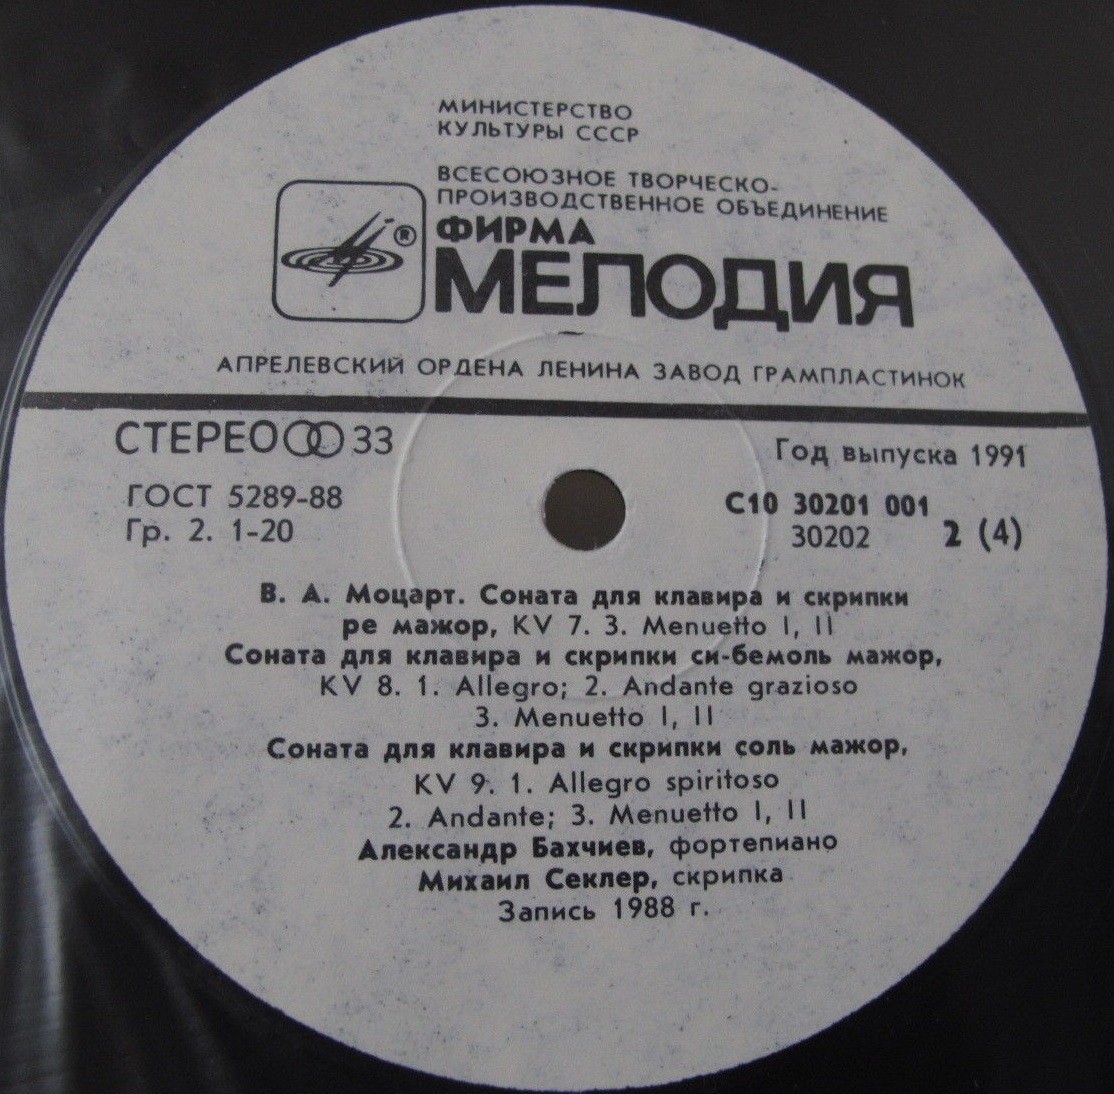 МИНИСТЕРСТВО
КУЛЬТУРЫ СССР
ВСЕСОЮЗНОЕ ТВОРЧЕСКО-
ПРОИЗВОДСТВЕННОЕ ОБЪЕДИНЕНИЕ
®
ФИРМА
МЕЛОДИЯ
АПРЕЛЕВСКИЙ ОРДЕНА ЛЕНИНА ЗАВОД ГРАМПЛАСТИНОК
СТЕРЕО 33
Год выпуска 1991
ГОСТ 5289-88
С10 30201 001
Гр. 2. 1-20
30202 2 (4)
В. А. Моцарт. Соната для клавира и скрипки
ре мажор, KV 7. 3. Menuetto I, II
Соната для клавира и скрипки си-бемоль мажор,
KV 8. 1. Allegro; 2. Andante grazioso
3. Menuetto I, II
Соната для клавира и скрипки соль мажор,
KV 9. 1. Allegro spiritoso
2. Andante; 3. Menuetto I, II
Александр Бахчиев, фортепиано
Михаил Секлер, скрипка
Запись 1988 г.